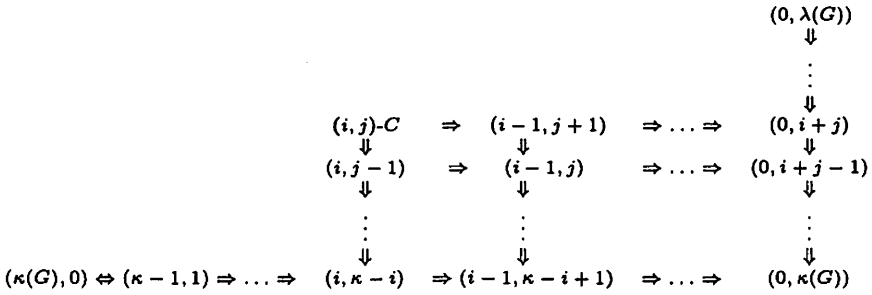 (0, λ(G))
⇓
⋮
⇓
(i, j)-C ⇒ (i − 1, j + 1) ⇒ … ⇒ (0, i + j)
⇓ ⇓ ⇓
(i, j − 1) ⇒ (i − 1, j) ⇒ … ⇒ (0, i + j − 1)
⇓ ⇓ ⇓
⋮ ⋮ ⋮
⇓ ⇓ ⇓
(κ(G), 0) ⇔ (κ − 1, 1) ⇒ … ⇒ (i, κ − i) ⇒ (i − 1, κ − i + 1) ⇒ … ⇒ (0, κ(G))